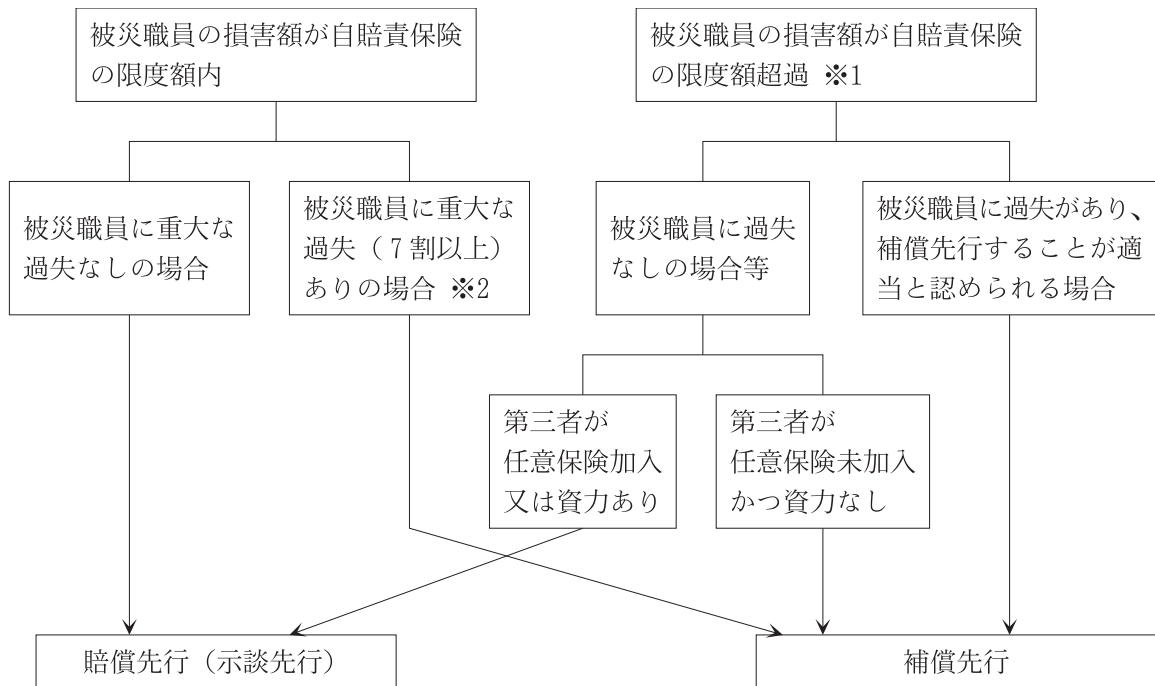 被災職員の損害額が自賠責保険
の限度額内
被災職員の損害額が自賠責保険
の限度額超過 ※1
被災職員に重大な
過失なしの場合
被災職員に重大な
過失(7割以上)
ありの場合 ※2
被災職員に過失
なしの場合等
被災職員に過失があり、
補償先行することが適
当と認められる場合
第三者が
任意保険加入
又は資力あり
第三者が
任意保険未加入
かつ資力なし
賠償先行(示談先行)
補償先行